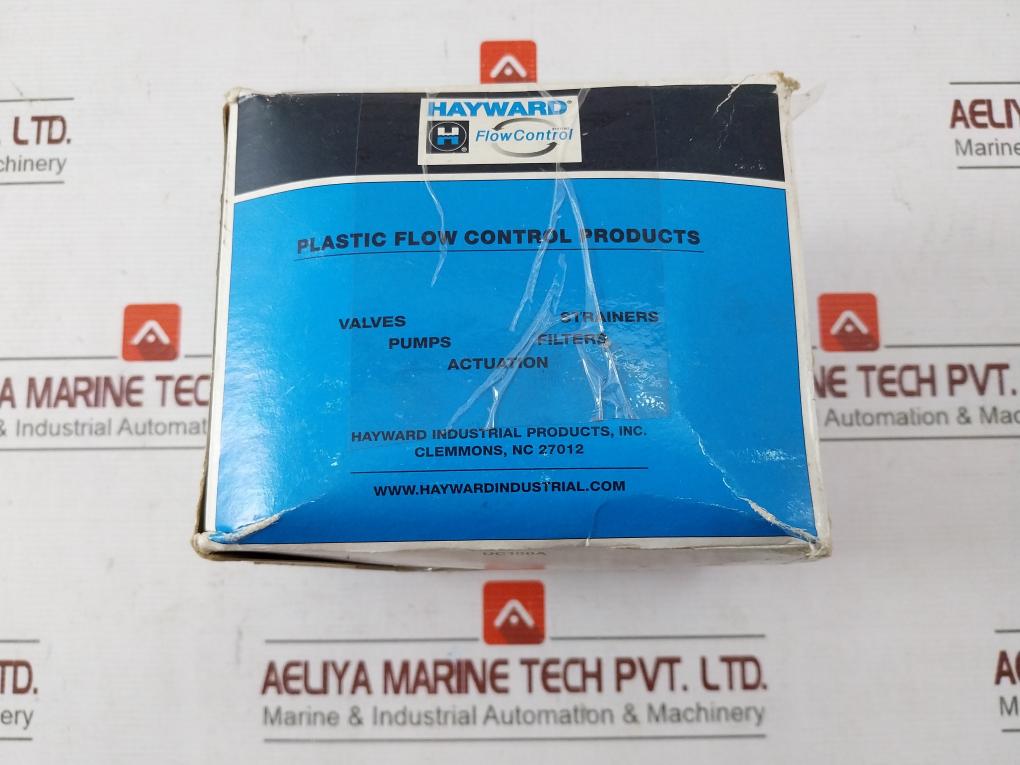 HAYWARD®
H
®
FlowControl
PLASTIC FLOW CONTROL PRODUCTS
VALVES STRAINERS
PUMPS FILTERS
ACTUATION
HAYWARD INDUSTRIAL PRODUCTS, INC.
CLEMMONS, NC 27012
WWW.HAYWARDINDUSTRIAL.COM
LTD.
chinery
AELIYA
Marine
A MARINE TECH
& Industrial Automat
NE TECH PVT.
Automation & Mac
TD.
ery
AELIYA MARINE TECH PVT. LTD.
Marine & Industrial Automation & Machinery
A
M